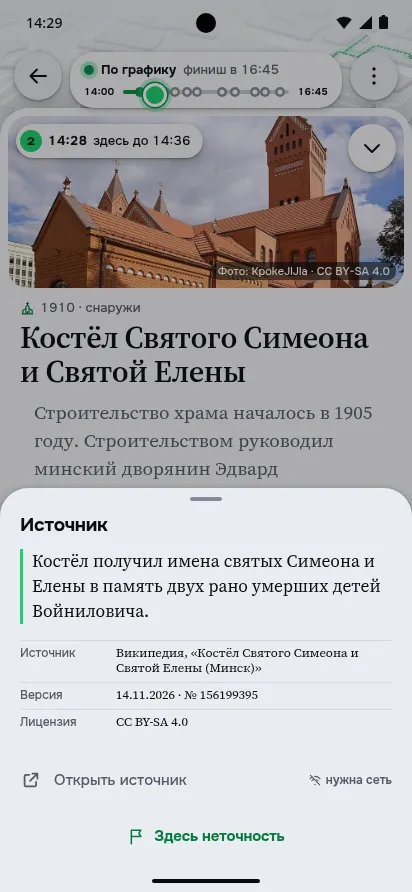 14:29
По графику финиш в 16:45
14:00 16:45
2 14:28 здесь до 14:36
Фото: КрокеЈІЈІа · CC BY-SA 4.0
1910 · снаружи
Костёл Святого Симеона
и Святой Елены
Строительство храма началось в 1905
году. Строительством руководил
минский дворянин Эдвард
Источник
Костёл получил имена святых Симеона и
Елены в память двух рано умерших детей
Войниловича.
Источник Википедия, «Костёл Святого Симеона и
Святой Елены (Минск)»
Версия 14.11.2026 · № 156199395
Лицензия CC BY-SA 4.0
Открыть источник нужна сеть
Здесь неточность